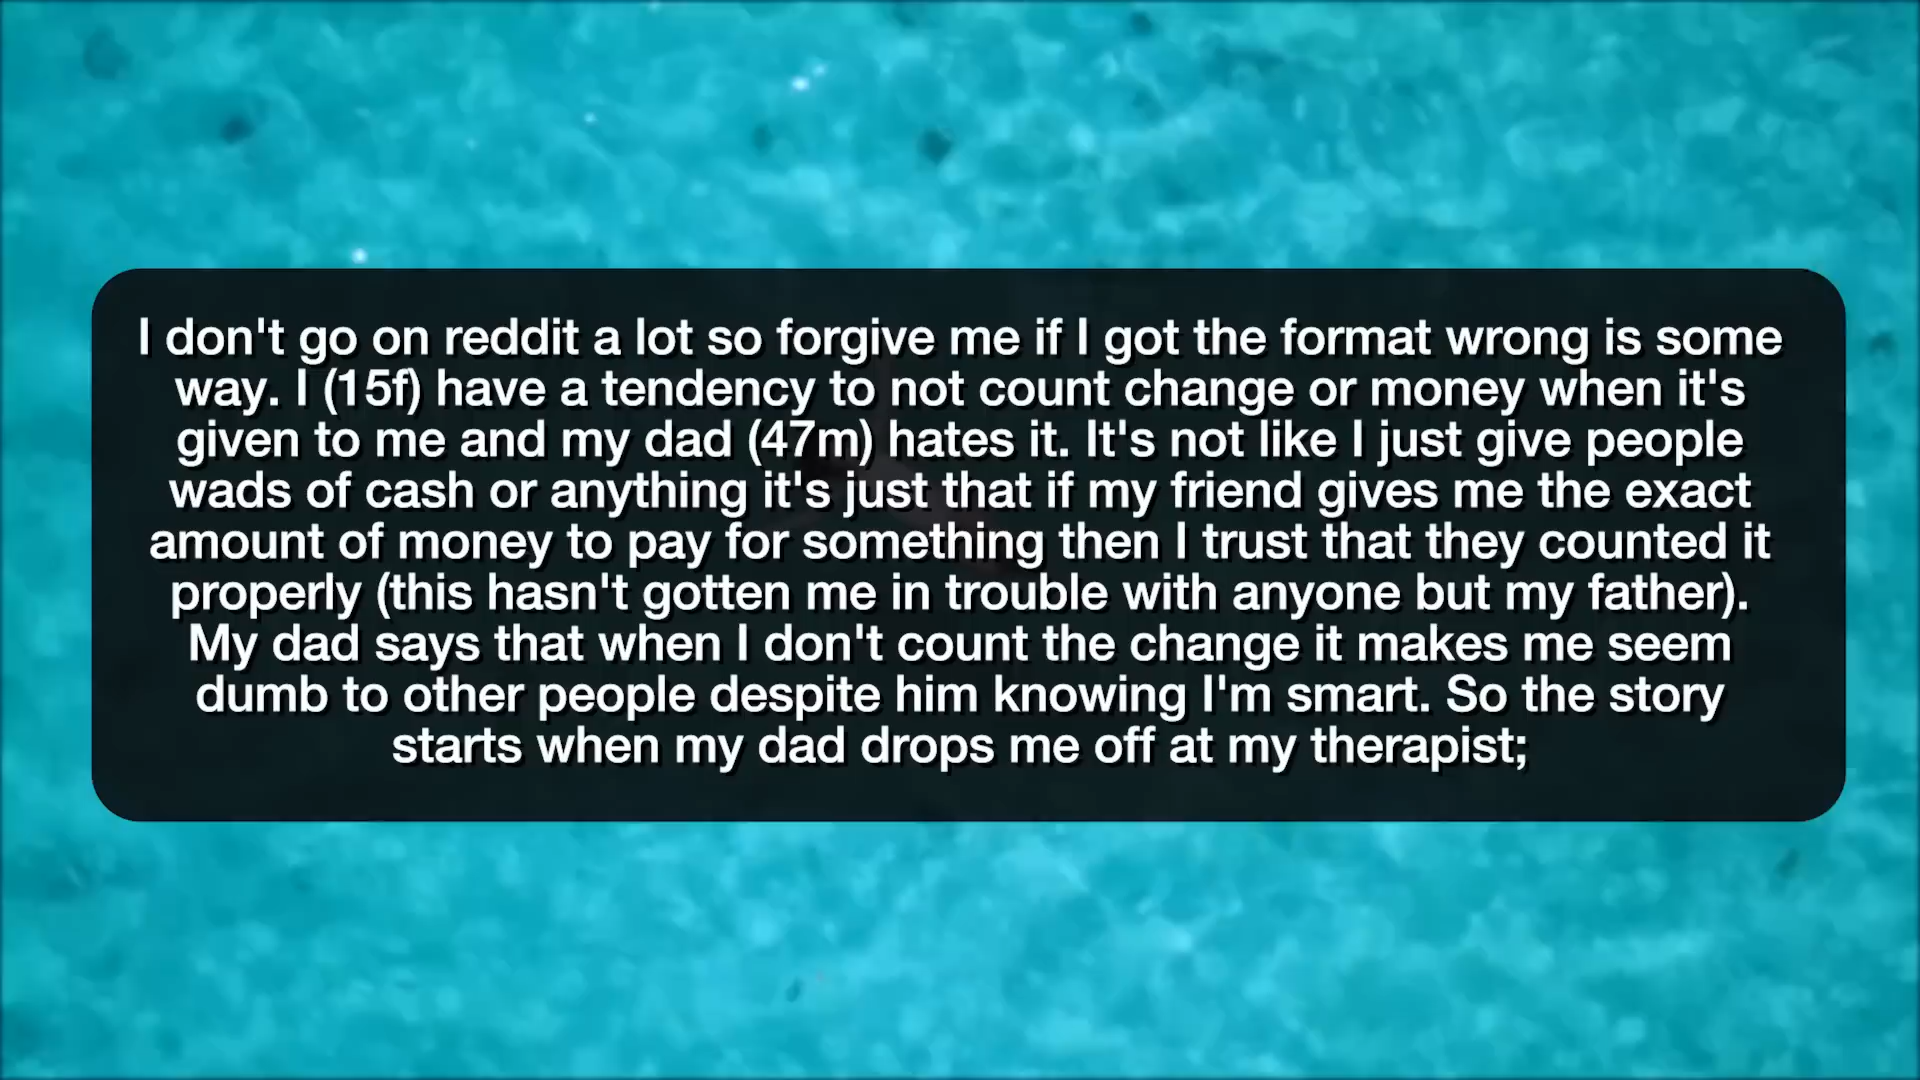 I don't go on reddit a lot so forgive me if I got the format wrong is some
way. I (15f) have a tendency to not count change or money when it's
given to me and my dad (47m) hates it. It's not like I just give people
wads of cash or anything it's just that if my friend gives me the exact
amount of money to pay for something then I trust that they counted it
properly (this hasn't gotten me in trouble with anyone but my father).
My dad says that when I don't count the change it makes me seem
dumb to other people despite him knowing I'm smart. So the story
starts when my dad drops me off at my therapist;